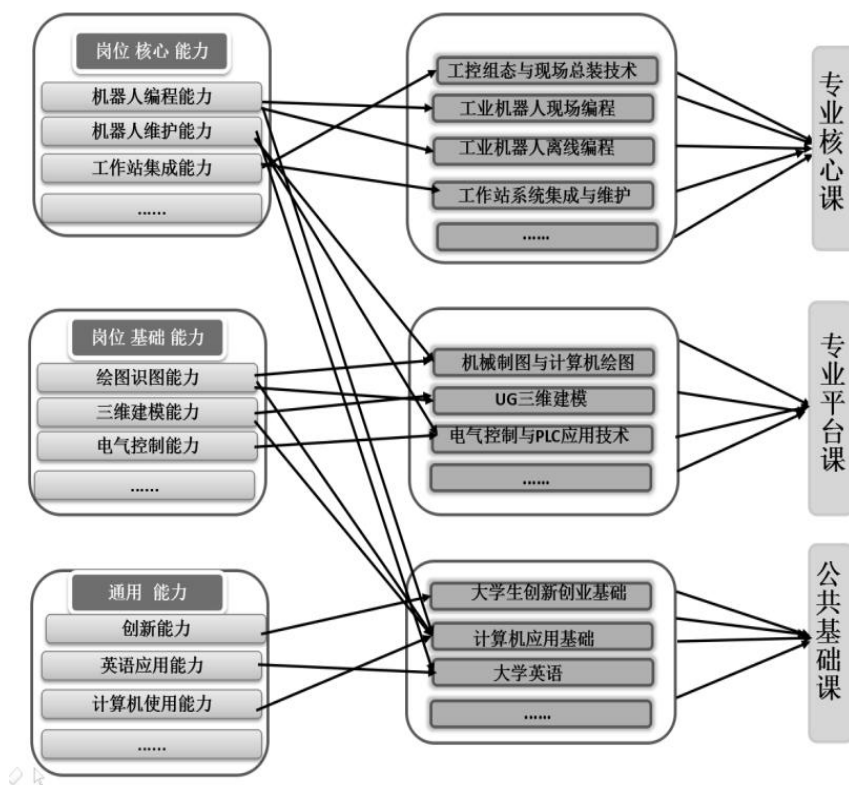 岗位 核心 能力
机器人编程能力
机器人维护能力
工作站集成能力
......
工控组态与现场总装技术
工业机器人现场编程
工业机器人离线编程
工作站系统集成与维护
......
专业核心课
岗位 基础 能力
绘图识图能力
三维建模能力
电气控制能力
......
机械制图与计算机绘图
UG三维建模
电气控制与PLC应用技术
......
专业平台课
通用 能力
创新能力
英语应用能力
计算机使用能力
......
大学生创新创业基础
计算机应用基础
大学英语
......
公共基础课